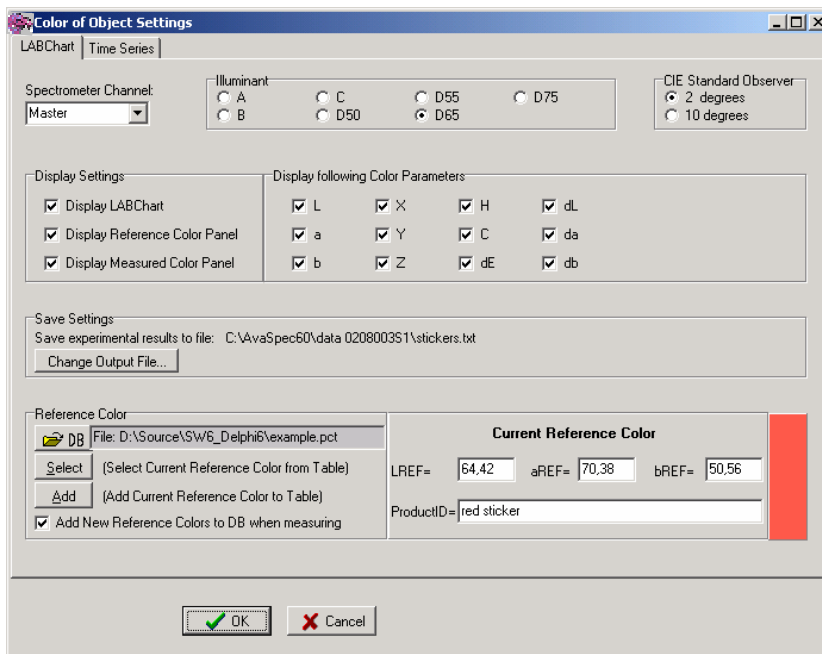 Color of Object Settings
LABChart Time Series
Spectrometer Channel:
Master
Illuminant
A C D55 D75
B D50 D65
CIE Standard Observer
2 degrees
10 degrees
Display Settings
Display LABChart
Display Reference Color Panel
Display Measured Color Panel
Display following Color Parameters
L X H dL
a Y C da
b Z dE db
Save Settings
Save experimental results to file: C:\AvaSpec60\data 0208003S1\stickers.txt
Change Output File...
Reference Color
DB File: D:\Source\SW6_Delphi6\example.pct
Select (Select Current Reference Color from Table)
Add (Add Current Reference Color to Table)
Add New Reference Colors to DB when measuring
Current Reference Color
LREF= 64,42 aREF= 70,38 bREF= 50,56
ProductID= red sticker
OK Cancel